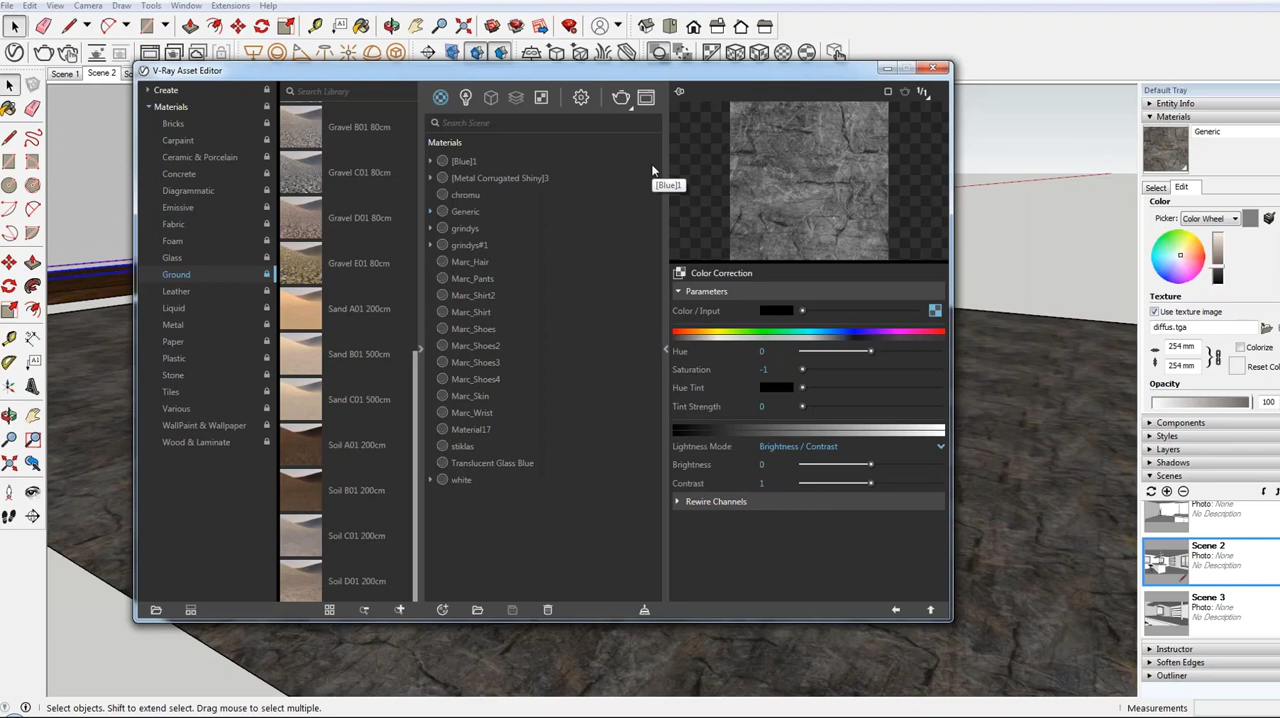 File Edit View Camera Draw Tools Window Extensions Help
Scene 1 Scene 2
V-Ray Asset Editor
Create
Materials
Bricks
Carpaint
Ceramic & Porcelain
Concrete
Diagrammatic
Emissive
Fabric
Foam
Glass
Ground
Leather
Liquid
Metal
Paper
Plastic
Stone
Tiles
Various
WallPaint & Wallpaper
Wood & Laminate
Search Library
Gravel B01 80cm
Gravel C01 80cm
Gravel D01 80cm
Gravel E01 80cm
Sand A01 200cm
Sand B01 500cm
Sand C01 500cm
Soil A01 200cm
Soil B01 200cm
Soil C01 200cm
Soil D01 200cm
Search Scene
Materials
[Blue]1
[Metal Corrugated Shiny]3
chromu
Generic
grindys
grindys#1
Marc_Hair
Marc_Pants
Marc_Shirt2
Marc_Shirt
Marc_Shoes
Marc_Shoes2
Marc_Shoes3
Marc_Shoes4
Marc_Skin
Marc_Wrist
Material17
stiklas
Translucent Glass Blue
white
[Blue]1
1/1
Color Correction
Parameters
Color / Input
Hue 0
Saturation -1
Hue Tint
Tint Strength 0
Lightness Mode Brightness / Contrast
Brightness 0
Contrast 1
Rewire Channels
Default Tray
Entity Info
Materials
Generic
Select Edit
Color
Picker: Color Wheel
Texture
Use texture image
diffus.tga
254 mm Colorize
254 mm Reset Col
Opacity
100
Components
Styles
Layers
Shadows
Scenes
Photo: None
No Description
Scene 2
Photo: None
No Description
Scene 3
Photo: None
No Description
Instructor
Soften Edges
Outliner
Select objects. Shift to extend select. Drag mouse to select multiple.
Measurements